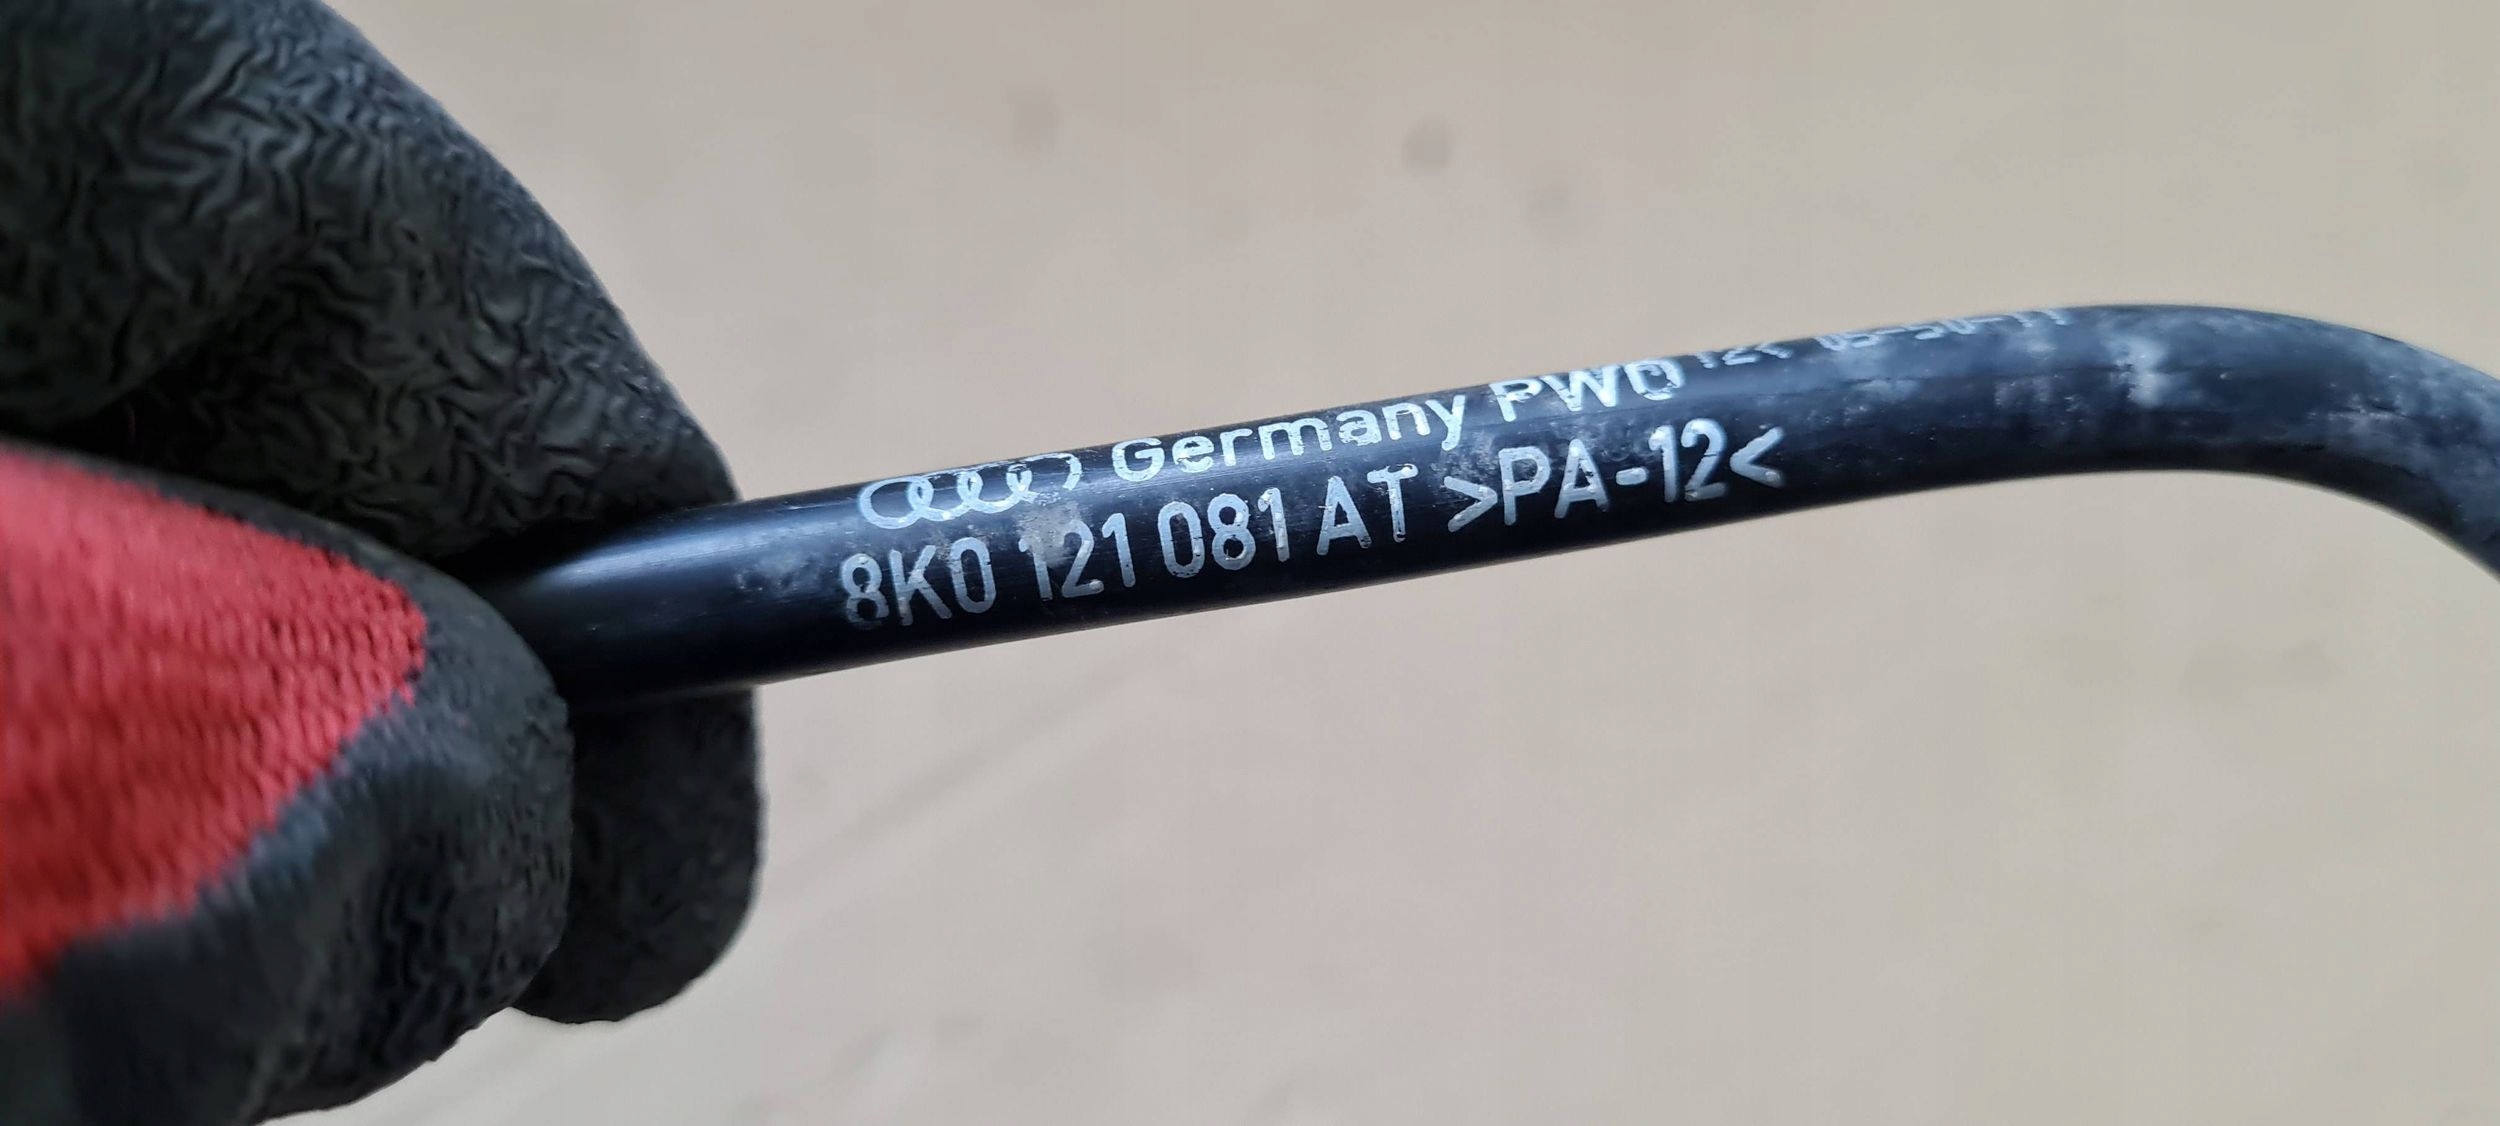 Germany PWO
8K0 121 081 AT >PA-12<